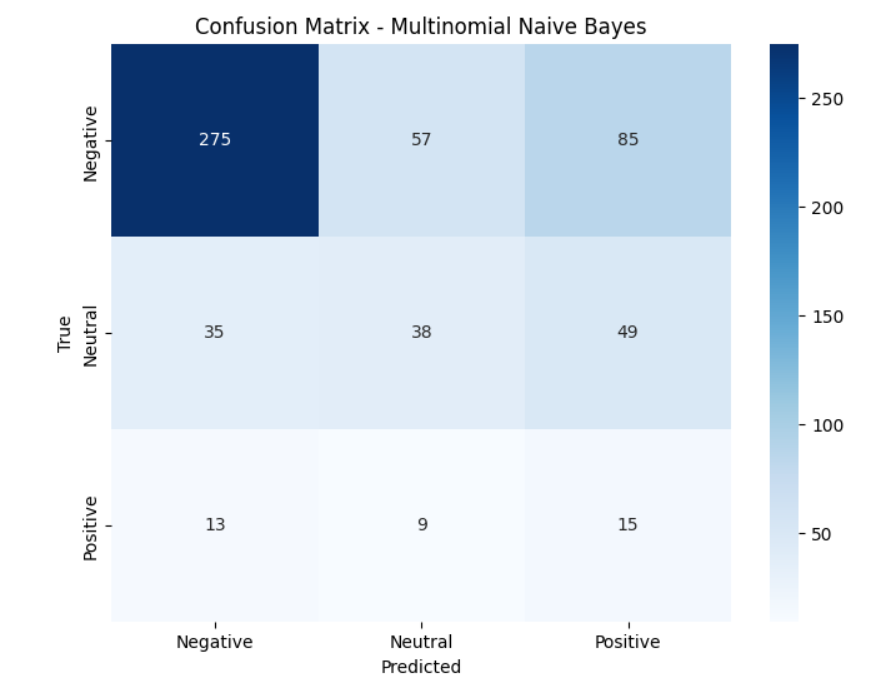 Confusion Matrix - Multinomial Naive Bayes
Negative
275
57
85
True
Neutral
35
38
49
Positive
13
9
15
Negative
Neutral
Positive
Predicted
250
200
150
100
50